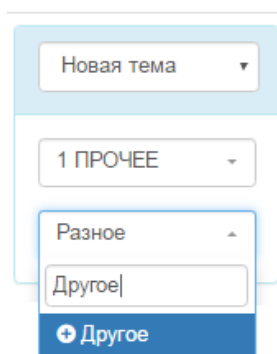 Новая тема
1 ПРОЧЕЕ
Разное
Другое
Другое